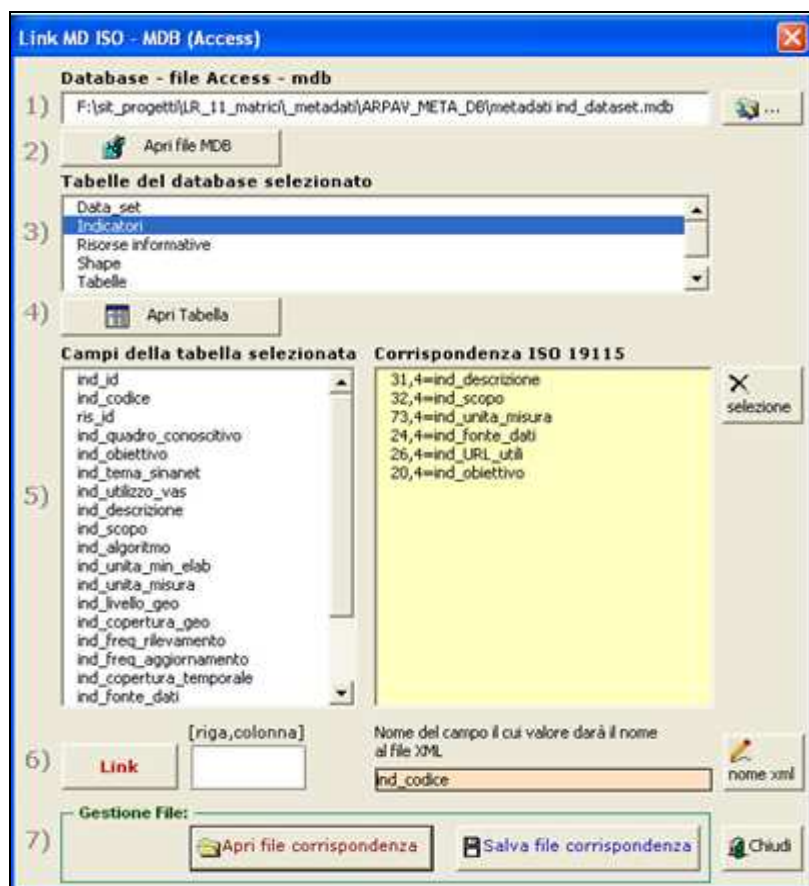 Link MD ISO - MDB (Access)
Database - file Access - mdb
1) F:\sit_progetti\LR_11_matrici\_metadati\ARPAV_META_DB\metadati ind_dataset.mdb ...
2) Apri file MDB
Tabelle del database selezionato
3)
Data_set
Indicatori
Risorse informative
Shape
Tabelle
4) Apri Tabella
Campi della tabella selezionata
5)
ind_id
ind_codice
ris_id
ind_quadro_conoscitivo
ind_obiettivo
ind_tema_sinanet
ind_utilizzo_vas
ind_descrizione
ind_scopo
ind_algoritmo
ind_unita_min_elab
ind_unita_misura
ind_livello_geo
ind_copertura_geo
ind_freq_rilevamento
ind_freq_aggiornamento
ind_copertura_temporale
ind_fonte_dati
Corrispondenza ISO 19115
31,4=ind_descrizione
32,4=ind_scopo
73,4=ind_unita_misura
24,4=ind_fonte_dati
26,4=ind_URL_utili
20,4=ind_obiettivo
selezione
6) Link
[riga,colonna]
Nome del campo il cui valore darà il nome
al file XML
ind_codice
nome xml
Gestione File:
7) Apri file corrispondenza Salva file corrispondenza Chiudi